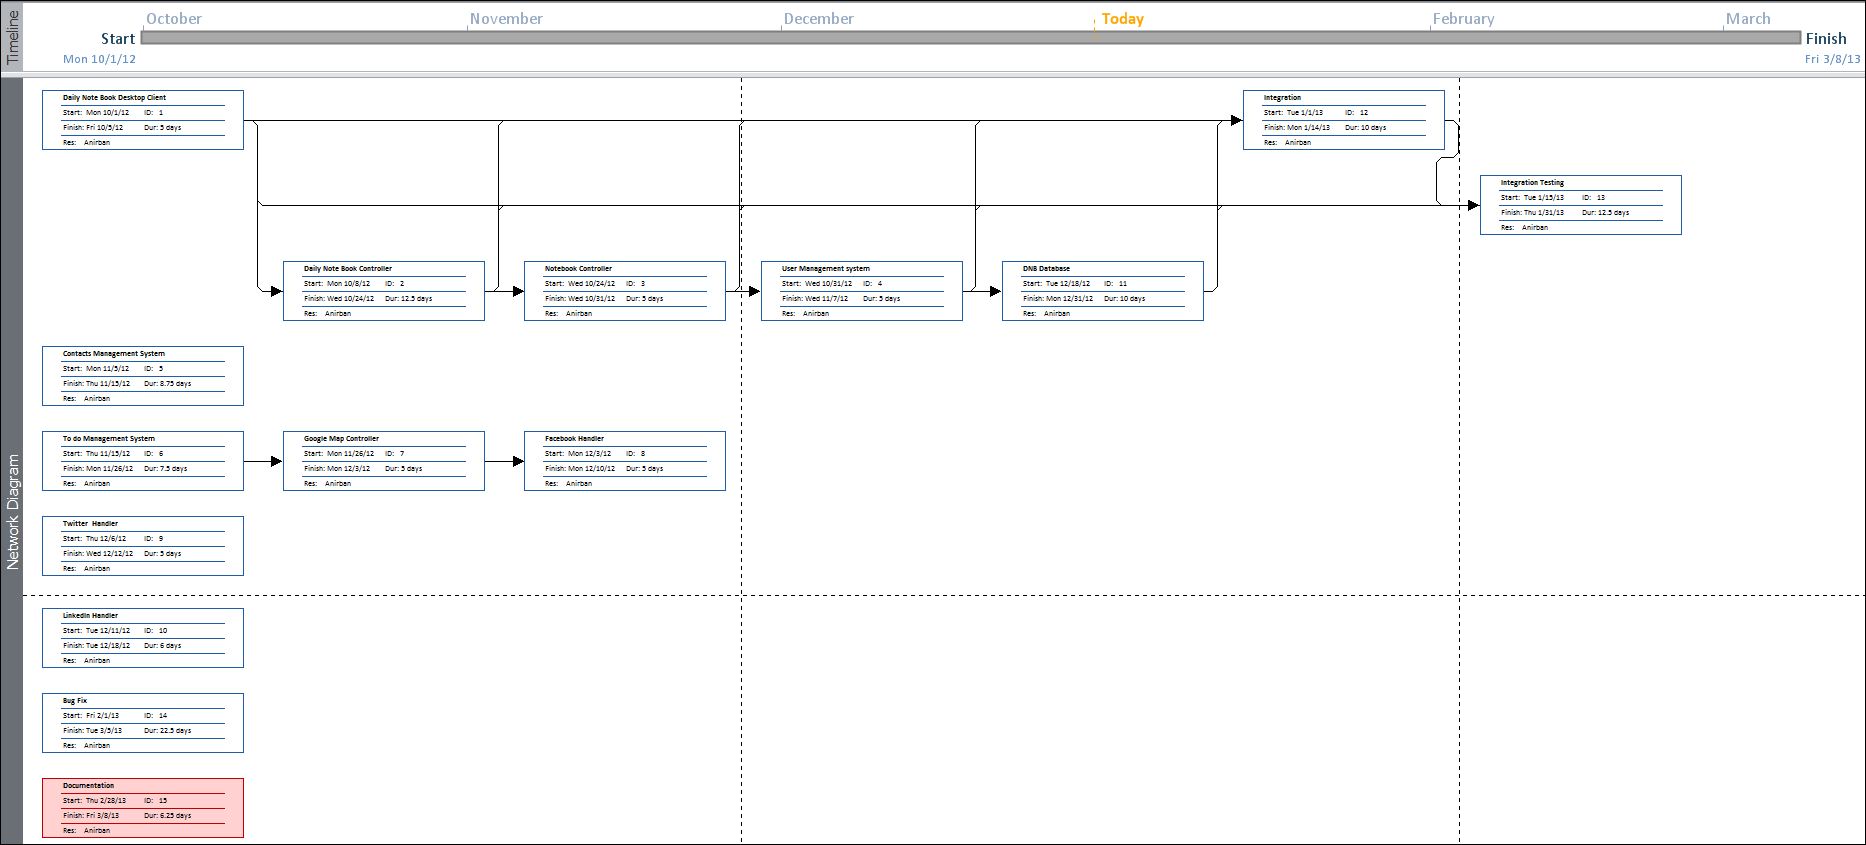 Timeline
October
November
December
Today
February
March
Start
Finish
Mon 10/1/12
Fri 3/8/13
Network Diagram
Daily Note Book Desktop Client
Start: Mon 10/1/12 ID: 1
Finish: Fri 10/5/12 Dur: 5 days
Res: Anirban
Integration
Start: Tue 1/1/13 ID: 12
Finish: Mon 1/14/13 Dur: 10 days
Res: Anirban
Integration Testing
Start: Tue 1/15/13 ID: 13
Finish: Thu 1/31/13 Dur: 12.5 days
Res: Anirban
Daily Note Book Controller
Start: Mon 10/8/12 ID: 2
Finish: Wed 10/24/12 Dur: 12.5 days
Res: Anirban
Notebook Controller
Start: Wed 10/24/12 ID: 3
Finish: Wed 10/31/12 Dur: 5 days
Res: Anirban
User Management system
Start: Wed 10/31/12 ID: 4
Finish: Wed 11/7/12 Dur: 5 days
Res: Anirban
DNB Database
Start: Tue 12/18/12 ID: 11
Finish: Mon 12/31/12 Dur: 10 days
Res: Anirban
Contacts Management System
Start: Mon 11/5/12 ID: 5
Finish: Thu 11/15/12 Dur: 8.75 days
Res: Anirban
To do Management System
Start: Thu 11/15/12 ID: 6
Finish: Mon 11/26/12 Dur: 7.5 days
Res: Anirban
Google Map Controller
Start: Mon 11/26/12 ID: 7
Finish: Mon 12/3/12 Dur: 5 days
Res: Anirban
Facebook Handler
Start: Mon 12/3/12 ID: 8
Finish: Mon 12/10/12 Dur: 5 days
Res: Anirban
Twitter Handler
Start: Thu 12/6/12 ID: 9
Finish: Wed 12/12/12 Dur: 5 days
Res: Anirban
LinkedIn Handler
Start: Tue 12/11/12 ID: 10
Finish: Tue 12/18/12 Dur: 6 days
Res: Anirban
Bug Fix
Start: Fri 2/1/13 ID: 14
Finish: Tue 3/5/13 Dur: 22.5 days
Res: Anirban
Documentation
Start: Thu 2/28/13 ID: 15
Finish: Fri 3/8/13 Dur: 6.25 days
Res: Anirban